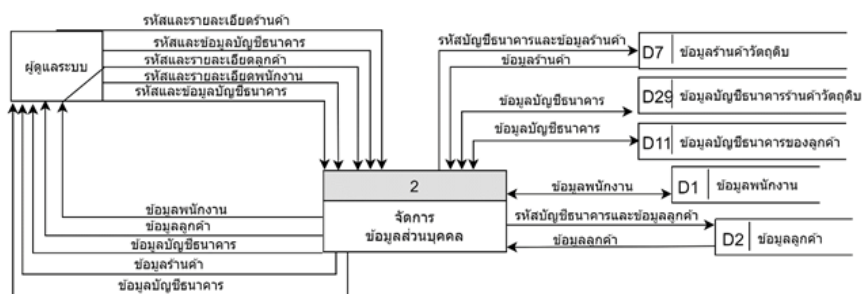 รหัสและรายละเอียดร้านค้า
รหัสและข้อมูลบัญชีธนาคาร
รหัสและรายละเอียดลูกค้า
รหัสและรายละเอียดพนักงาน
รหัสและข้อมูลบัญชีธนาคาร
ผู้ดูแลระบบ
รหัสบัญชีธนาคารและข้อมูลร้านค้า
ข้อมูลร้านค้า
D7 ข้อมูลร้านค้าวัตถุดิบ
ข้อมูลบัญชีธนาคาร
D29 ข้อมูลบัญชีธนาคารร้านค้าวัตถุดิบ
ข้อมูลบัญชีธนาคาร
D11 ข้อมูลบัญชีธนาคารของลูกค้า
2
จัดการ
ข้อมูลส่วนบุคคล
ข้อมูลพนักงาน
D1 ข้อมูลพนักงาน
รหัสบัญชีธนาคารและข้อมูลลูกค้า
ข้อมูลลูกค้า
D2 ข้อมูลลูกค้า
ข้อมูลพนักงาน
ข้อมูลลูกค้า
ข้อมูลบัญชีธนาคาร
ข้อมูลร้านค้า
ข้อมูลบัญชีธนาคาร